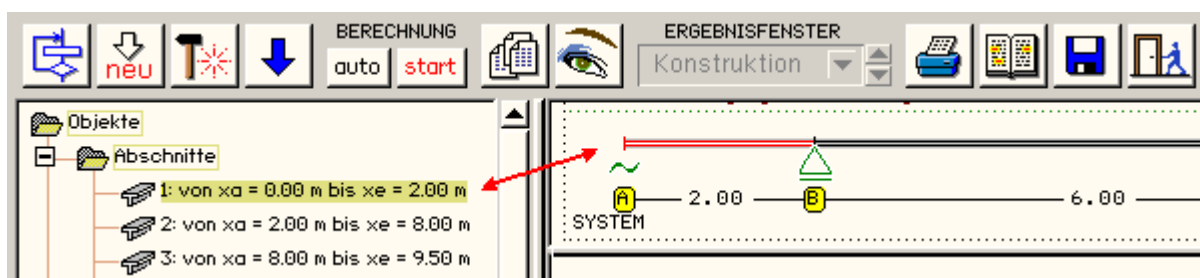 BERECHNUNG
ERGEBNISFENSTER
neu
auto start
Konstruktion
Objekte
Abschnitte
1: von xa = 0.00 m bis xe = 2.00 m
2: von xa = 2.00 m bis xe = 8.00 m
3: von xa = 8.00 m bis xe = 9.50 m
A 2.00 B 6.00
SYSTEM